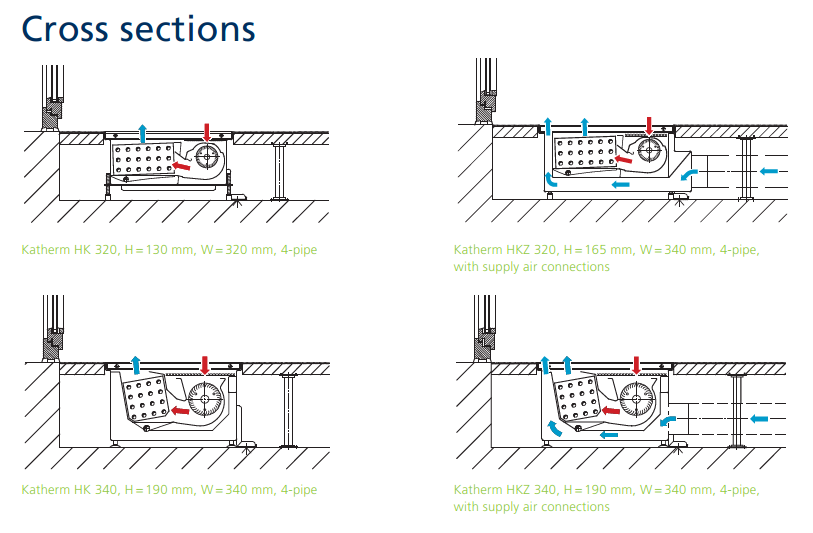 Cross sections
Katherm HK 320, H = 130 mm, W = 320 mm, 4-pipe
Katherm HKZ 320, H = 165 mm, W = 340 mm, 4-pipe,
with supply air connections
Katherm HK 340, H = 190 mm, W = 340 mm, 4-pipe
Katherm HKZ 340, H = 190 mm, W = 340 mm, 4-pipe,
with supply air connections